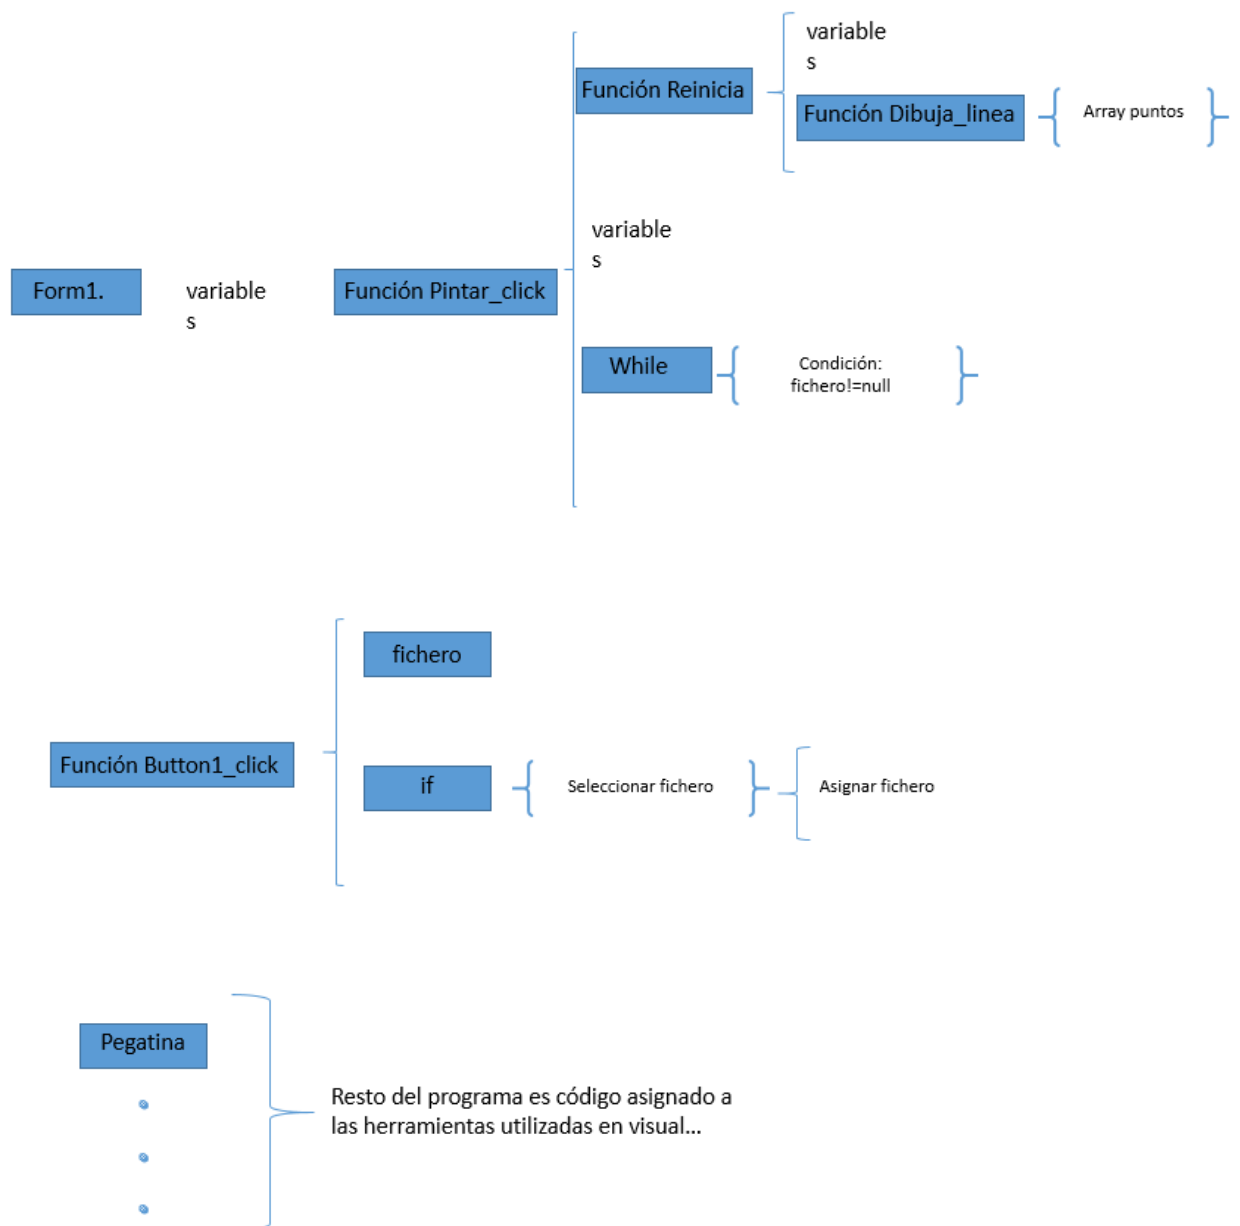 variable
s
Función Reinicia
Función Dibuja_linea
Array puntos
variable
s
Form1.
variable
s
Función Pintar_click
While
Condición:
fichero!=null
fichero
Función Button1_click
if
Seleccionar fichero
Asignar fichero
Pegatina
Resto del programa es código asignado a
las herramientas utilizadas en visual...